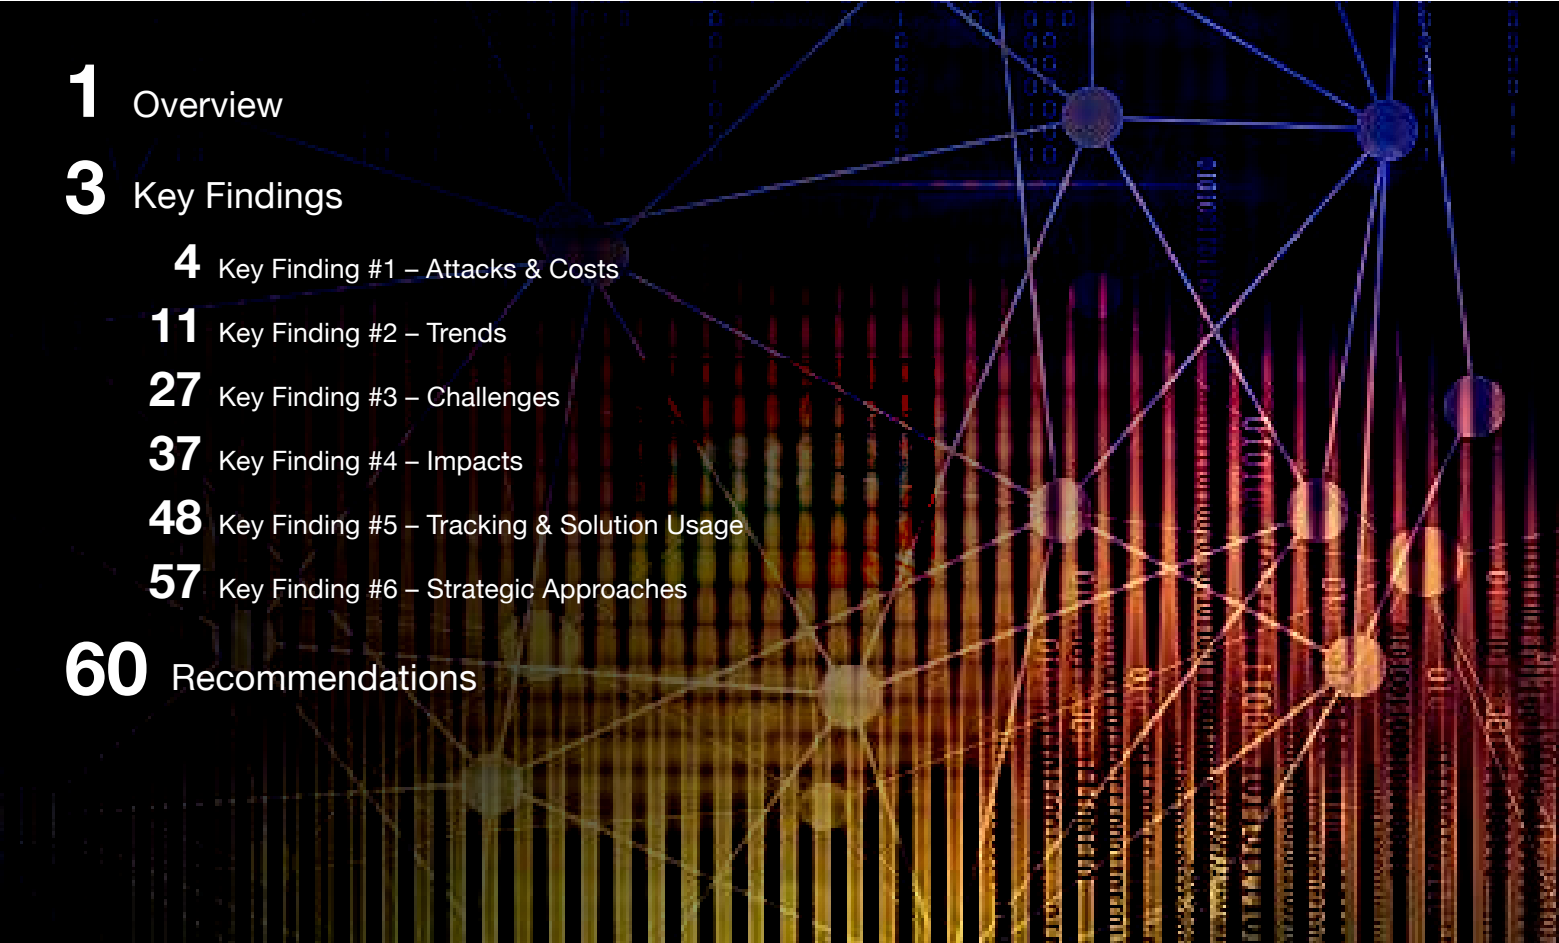 1 Overview
3 Key Findings
4 Key Finding #1 – Attacks & Costs
11 Key Finding #2 – Trends
27 Key Finding #3 – Challenges
37 Key Finding #4 – Impacts
48 Key Finding #5 – Tracking & Solution Usage
57 Key Finding #6 – Strategic Approaches
60 Recommendations